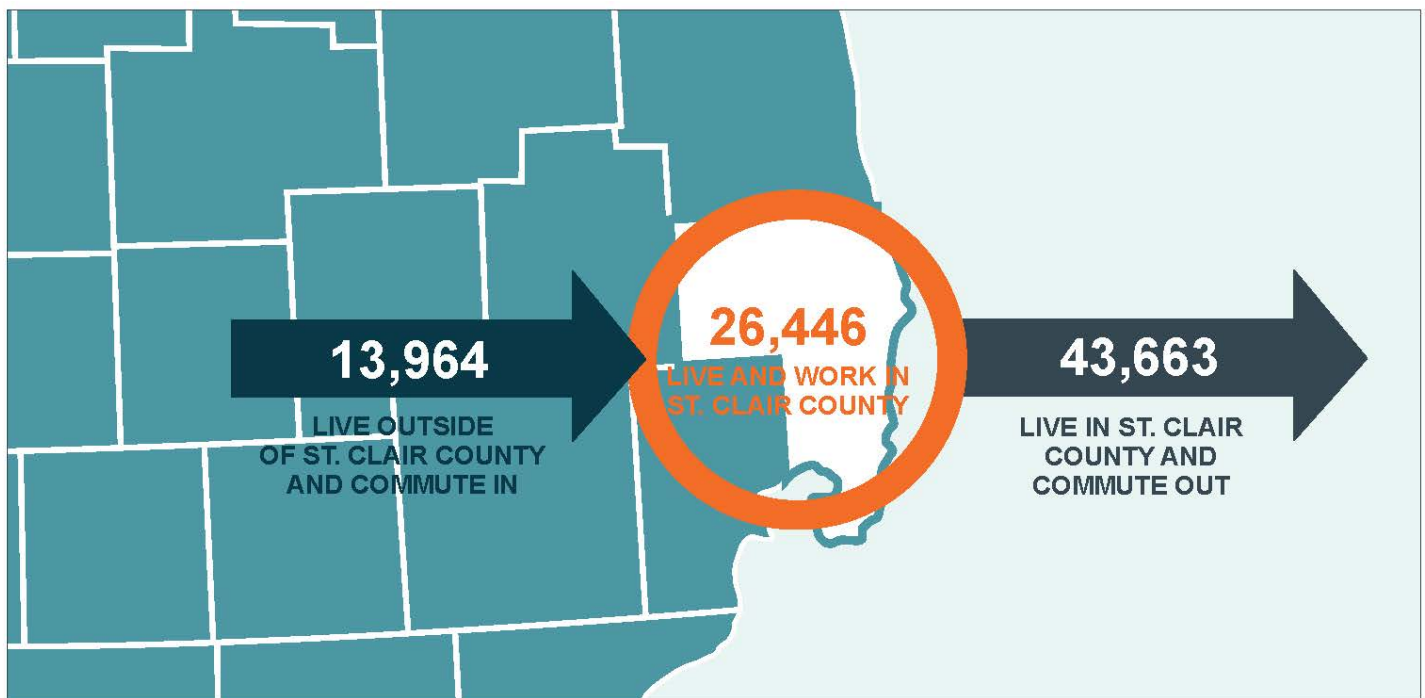 13,964
LIVE OUTSIDE
OF ST. CLAIR COUNTY
AND COMMUTE IN
26,446
LIVE AND WORK IN
ST. CLAIR COUNTY
43,663
LIVE IN ST. CLAIR
COUNTY AND
COMMUTE OUT